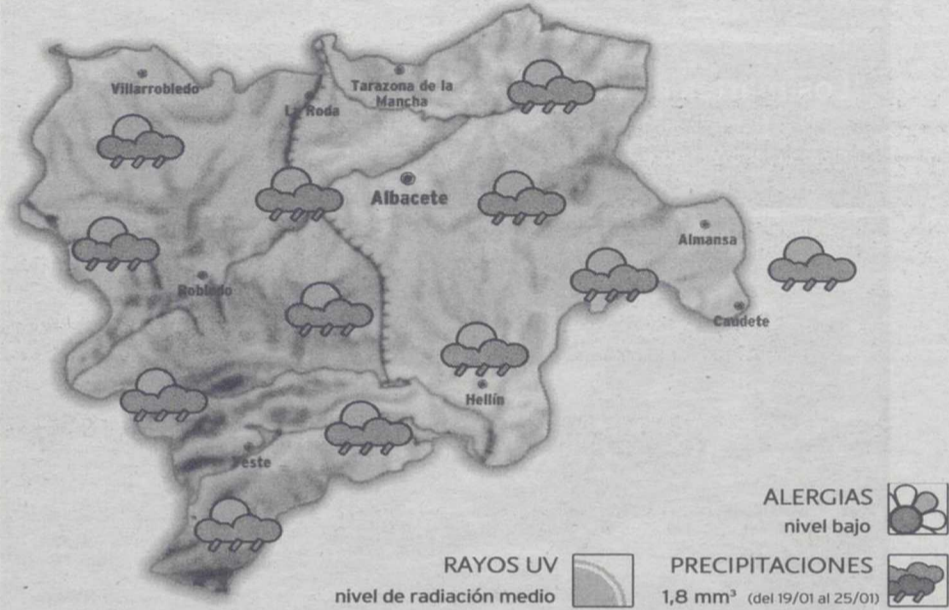 Villarrobledo
La Roda
Tarazona de la
Mancha
Albacete
Almansa
Robledo
Caudete
Hellín
Yeste
ALERGIAS
nivel bajo
RAYOS UV
nivel de radiación medio
PRECIPITACIONES
1,8 mm³ (del 19/01 al 25/01)